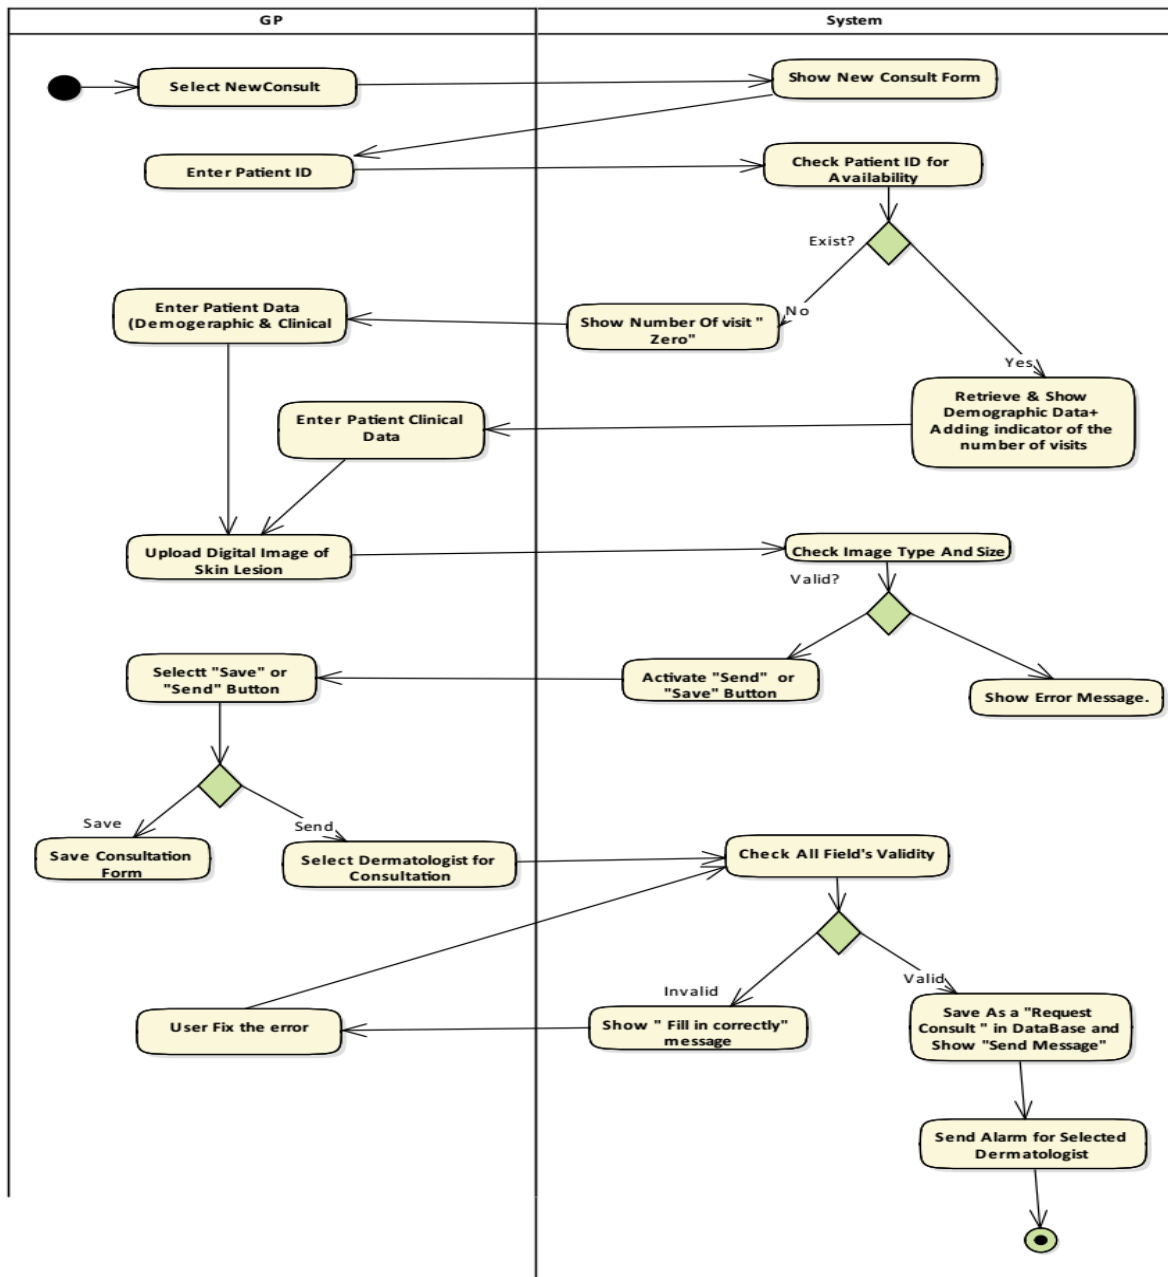 GP
System
Select NewConsult
Show New Consult Form
Enter Patient ID
Check Patient ID for
Availability
Exist?
No
Yes
Enter Patient Data
(Demogeraphic & Clinical
Show Number Of visit "
Zero"
Retrieve & Show
Demographic Data+
Adding indicator of the
number of visits
Enter Patient Clinical
Data
Upload Digital Image of
Skin Lesion
Check Image Type And Size
Valid?
Selectt "Save" or
"Send" Button
Activate "Send" or
"Save" Button
Show Error Message.
Save
Send
Save Consultation
Form
Select Dermatologist for
Consultation
Check All Field's Validity
Invalid
Valid
User Fix the error
Show " Fill in correctly"
message
Save As a "Request
Consult " in DataBase and
Show "Send Message"
Send Alarm for Selected
Dermatologist